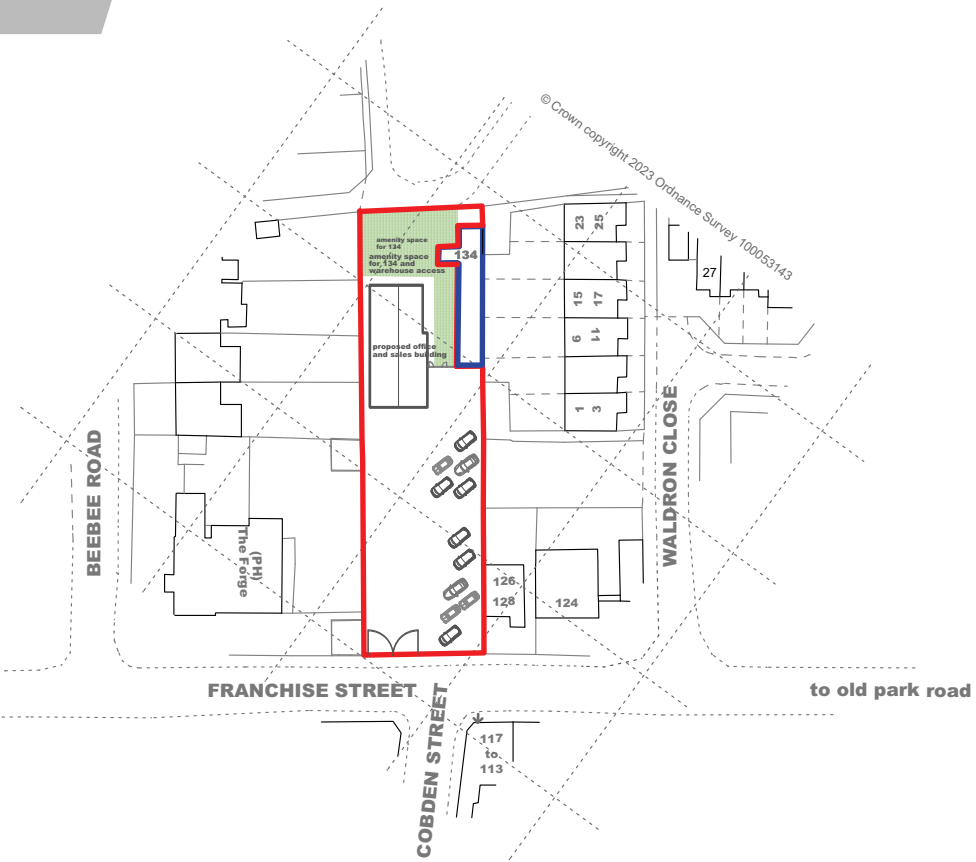 © Crown copyright 2023 Ordnance Survey 100053143
23
25
amenity space
for 134
amenity space
for 134 and
warehouse access
134
27
15
17
9
11
proposed office
and sales building
1
3
BEEBEE ROAD
WALDRON CLOSE
The Forge
(PH)
126
128
124
FRANCHISE STREET
to old park road
COBDEN STREET
117
to
113